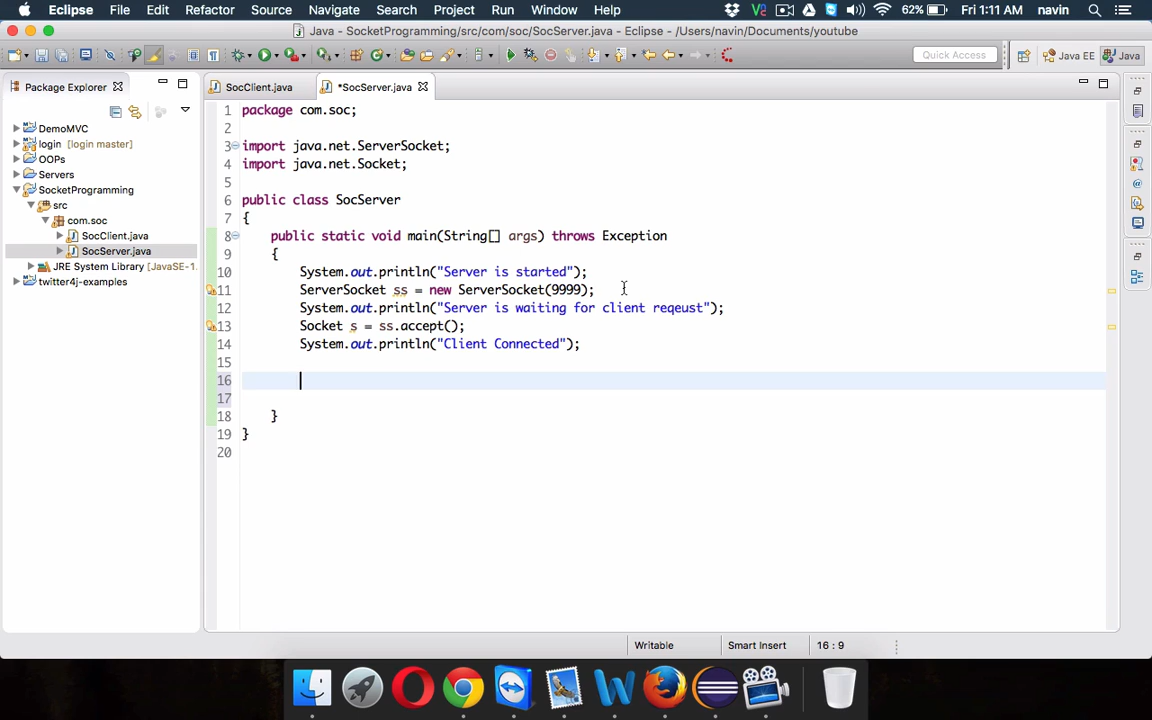 Eclipse File Edit Refactor Source Navigate Search Project Run Window Help 62% Fri 1:11 AM navin
Java - SocketProgramming/src/com/soc/SocServer.java - Eclipse - /Users/navin/Documents/youtube
Quick Access Java EE Java
Package Explorer
DemoMVC
login [login master]
OOPs
Servers
SocketProgramming
src
com.soc
SocClient.java
SocServer.java
JRE System Library [JavaSE-1.
twitter4j-examples
SocClient.java *SocServer.java
1 package com.soc;
2
3 import java.net.ServerSocket;
4 import java.net.Socket;
5
6 public class SocServer
7 {
8 public static void main(String[] args) throws Exception
9 {
10 System.out.println("Server is started");
11 ServerSocket ss = new ServerSocket(9999);
12 System.out.println("Server is waiting for client reqeust");
13 Socket s = ss.accept();
14 System.out.println("Client Connected");
15
16
17
18 }
19 }
20
Writable Smart Insert 16 : 9